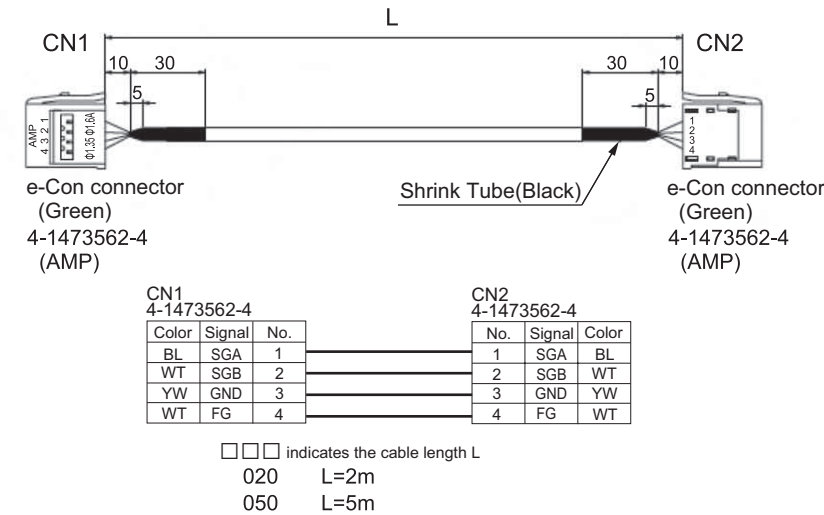 L
CN1
CN2
10 30
30 10
5
5
AMP
4 3 2 1
Φ1.35 Φ1.6A
1
2
3
4
Shrink Tube(Black)
e-Con connector
(Green)
4-1473562-4
(AMP)
e-Con connector
(Green)
4-1473562-4
(AMP)
CN1
4-1473562-4
Color Signal No.
BL SGA 1
WT SGB 2
YW GND 3
WT FG 4
CN2
4-1473562-4
No. Signal Color
1 SGA BL
2 SGB WT
3 GND YW
4 FG WT
□□□ indicates the cable length L
020 L=2m
050 L=5m